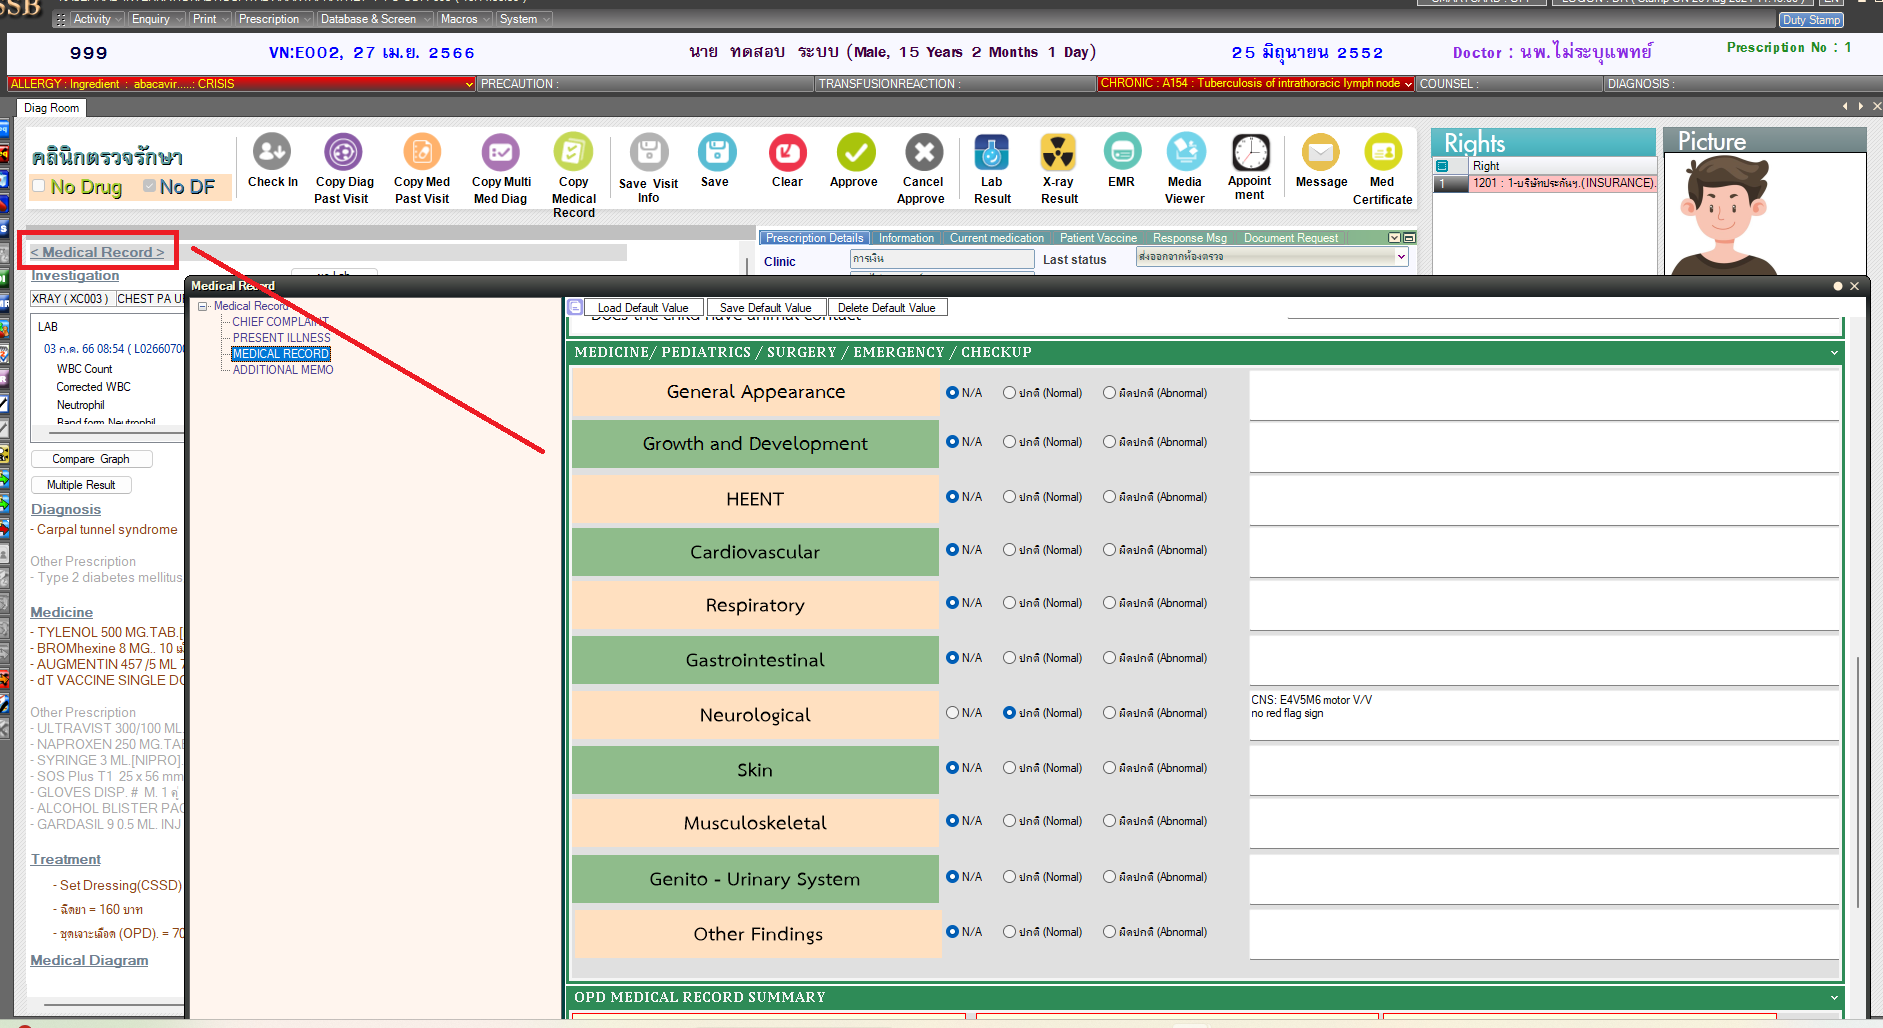 SSB
Activity Enquiry Print Prescription Database & Screen Macros System
Duty Stamp
999
VN:E002, 27 เม.ย. 2566
นาย ทดสอบ ระบบ (Male, 15 Years 2 Months 1 Day)
25 มิถุนายน 2552
Doctor : นพ.ไม่ระบุแพทย์
Prescription No : 1
ALLERGY : Ingredient : abacavir.....: CRISIS
PRECAUTION :
TRANSFUSIONREACTION :
CHRONIC : A154 : Tuberculosis of intrathoracic lymph node
COUNSEL :
DIAGNOSIS :
Diag Room
คลินิกตรวจรักษา
No Drug No DF
Check In
Copy Diag Past Visit
Copy Med Past Visit
Copy Multi Med Diag
Copy Medical Record
Save Visit Info
Save
Clear
Approve
Cancel Approve
Lab Result
X-ray Result
EMR
Media Viewer
Appoint ment
Message
Med Certificate
Rights
Right
1 1201 : 1-บริษัทประกันฯ.(INSURANCE).
Picture
< Medical Record >
Prescription Details Information Current medication Patient Vaccine Response Msg Document Request
Clinic การเงิน Last status ส่งออกจากห้องตรวจ
Investigation
XRAY ( XC003 ) CHEST PA U
LAB
03 ก.ค. 66 08:54 ( L0266070
WBC Count
Corrected WBC
Neutrophil
Band form Neutrophil
Compare Graph
Multiple Result
Diagnosis
- Carpal tunnel syndrome
Other Prescription
- Type 2 diabetes mellitus
Medicine
- TYLENOL 500 MG.TAB.[
- BROMhexine 8 MG.. 10 เม็
- AUGMENTIN 457 /5 ML 7
- dT VACCINE SINGLE DO
Other Prescription
- ULTRAVIST 300/100 ML.
- NAPROXEN 250 MG.TAB
- SYRINGE 3 ML.[NIPRO].
- SOS Plus T1 25 x 56 mm
- GLOVES DISP. # M. 1 คู่
- ALCOHOL BLISTER PAC
- GARDASIL 9 0.5 ML. INJ
Treatment
- Set Dressing(CSSD)
- ฉีดยา = 160 บาท
- ชุดเจาะเลือด (OPD). = 70
Medical Diagram
Medical Record
Medical Record
CHIEF COMPLAINT
PRESENT ILLNESS
MEDICAL RECORD
ADDITIONAL MEMO
Load Default Value Save Default Value Delete Default Value
Does the child have animal contact
MEDICINE/ PEDIATRICS / SURGERY / EMERGENCY / CHECKUP
General Appearance N/A ปกติ (Normal) ผิดปกติ (Abnormal)
Growth and Development N/A ปกติ (Normal) ผิดปกติ (Abnormal)
HEENT N/A ปกติ (Normal) ผิดปกติ (Abnormal)
Cardiovascular N/A ปกติ (Normal) ผิดปกติ (Abnormal)
Respiratory N/A ปกติ (Normal) ผิดปกติ (Abnormal)
Gastrointestinal N/A ปกติ (Normal) ผิดปกติ (Abnormal)
Neurological N/A ปกติ (Normal) ผิดปกติ (Abnormal) CNS: E4V5M6 motor V/V
no red flag sign
Skin N/A ปกติ (Normal) ผิดปกติ (Abnormal)
Musculoskeletal N/A ปกติ (Normal) ผิดปกติ (Abnormal)
Genito - Urinary System N/A ปกติ (Normal) ผิดปกติ (Abnormal)
Other Findings N/A ปกติ (Normal) ผิดปกติ (Abnormal)
OPD MEDICAL RECORD SUMMARY